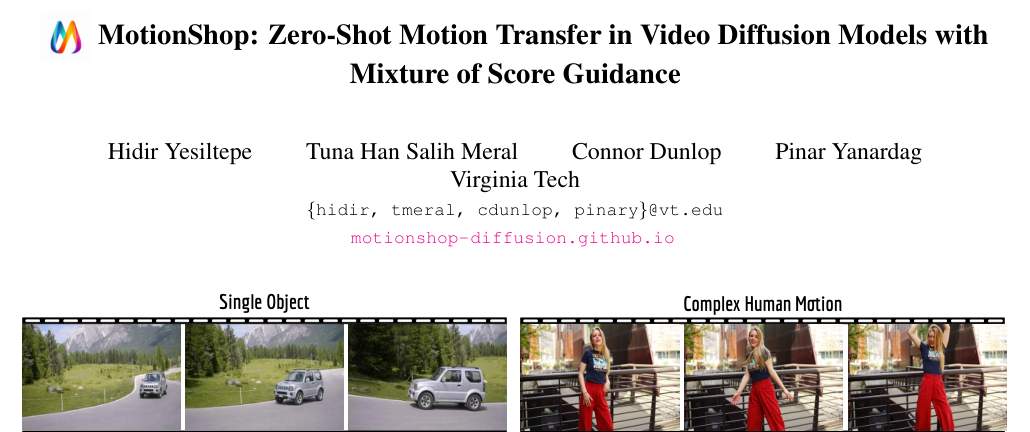 MotionShop: Zero-Shot Motion Transfer in Video Diffusion Models with
Mixture of Score Guidance
Hidir Yesiltepe Tuna Han Salih Meral Connor Dunlop Pinar Yanardag
Virginia Tech
{hidir, tmeral, cdunlop, pinary}@vt.edu
motionshop-diffusion.github.io
Single Object
Complex Human Motion